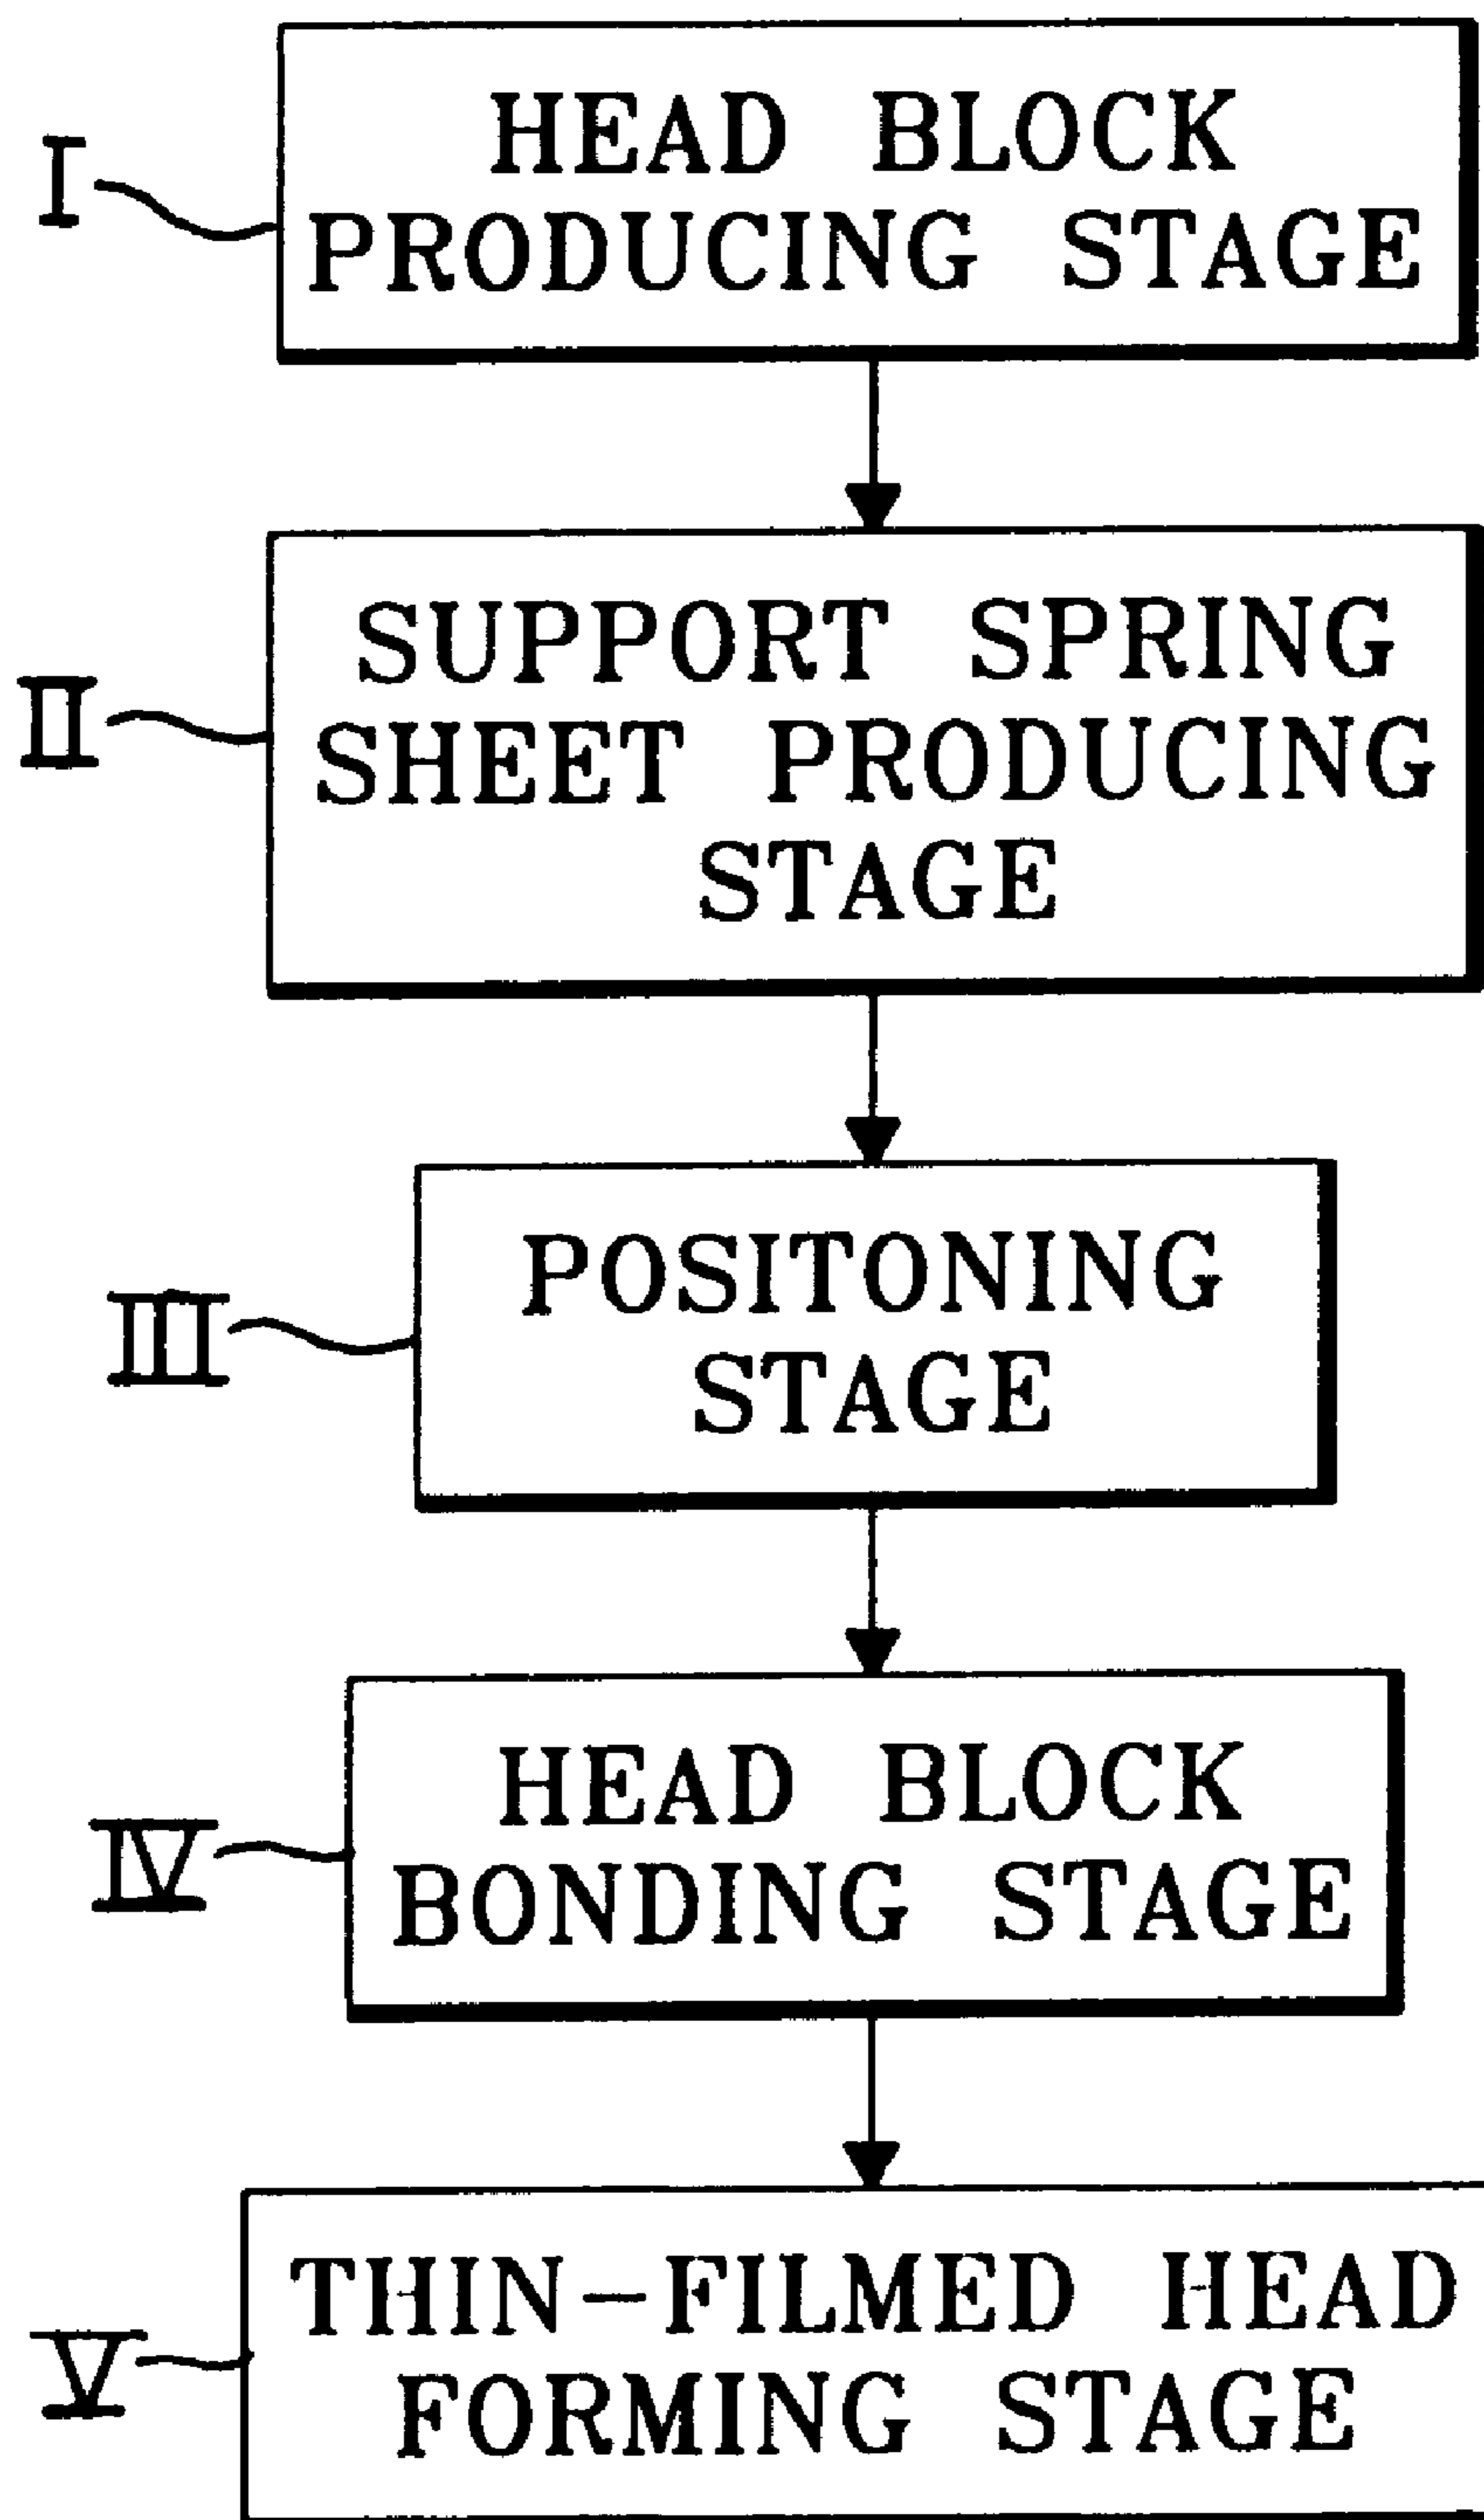 I
HEAD BLOCK
PRODUCING STAGE
II
SUPPORT SPRING
SHEET PRODUCING
STAGE
III
POSITONING
STAGE
IV
HEAD BLOCK
BONDING STAGE
V
THIN-FILMED HEAD
FORMING STAGE